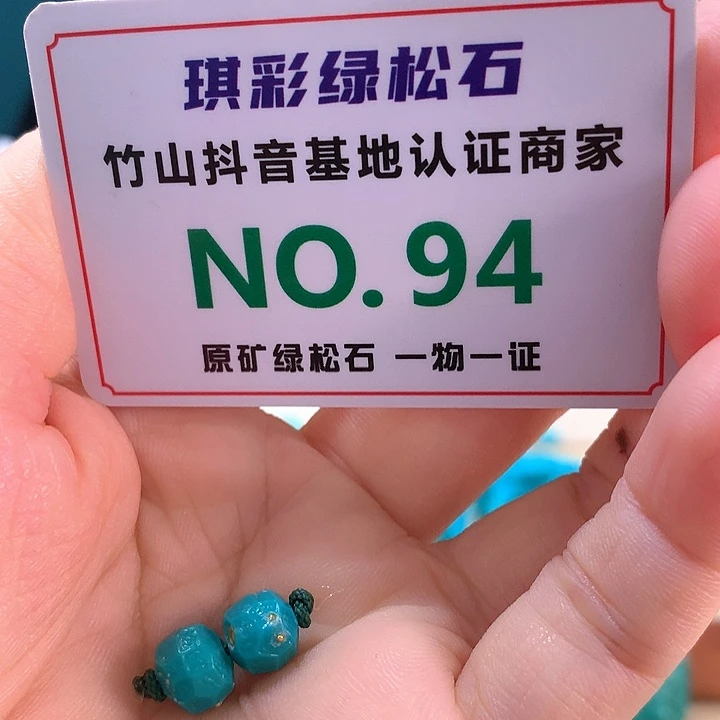 琪彩绿松石
竹山抖音基地认证商家
NO.94
原矿绿松石 一物一证